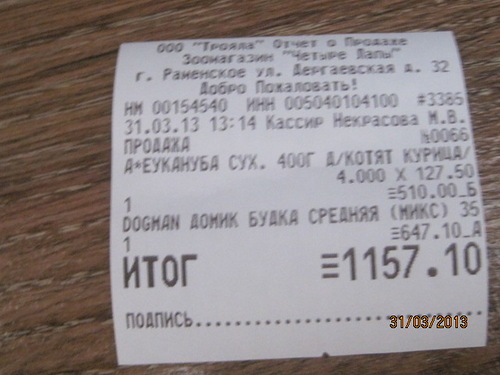 ООО "Трояла" Отчет о Продаже
Зоомагазин "Четыре Лапы"
г. Раменское ул. Дергаевская д. 32
Добро Пожаловать!
НМ 00154540 ИНН 005040104100 #3385
31.03.13 13:14 Кассир Некрасова М.В.
ПРОДАЖА №0066
Д*ЕУКАНУБА СУХ. 400Г Д/КОТЯТ КУРИЦА/
4.000 X 127.50
1 ≡510.00_Б
DOGMAN ДОМИК БУДКА СРЕДНЯЯ (МИКС) 35
1 ≡647.10_А
ИТОГ ≡1157.10
ПОДПИСЬ..............................
31/03/2013